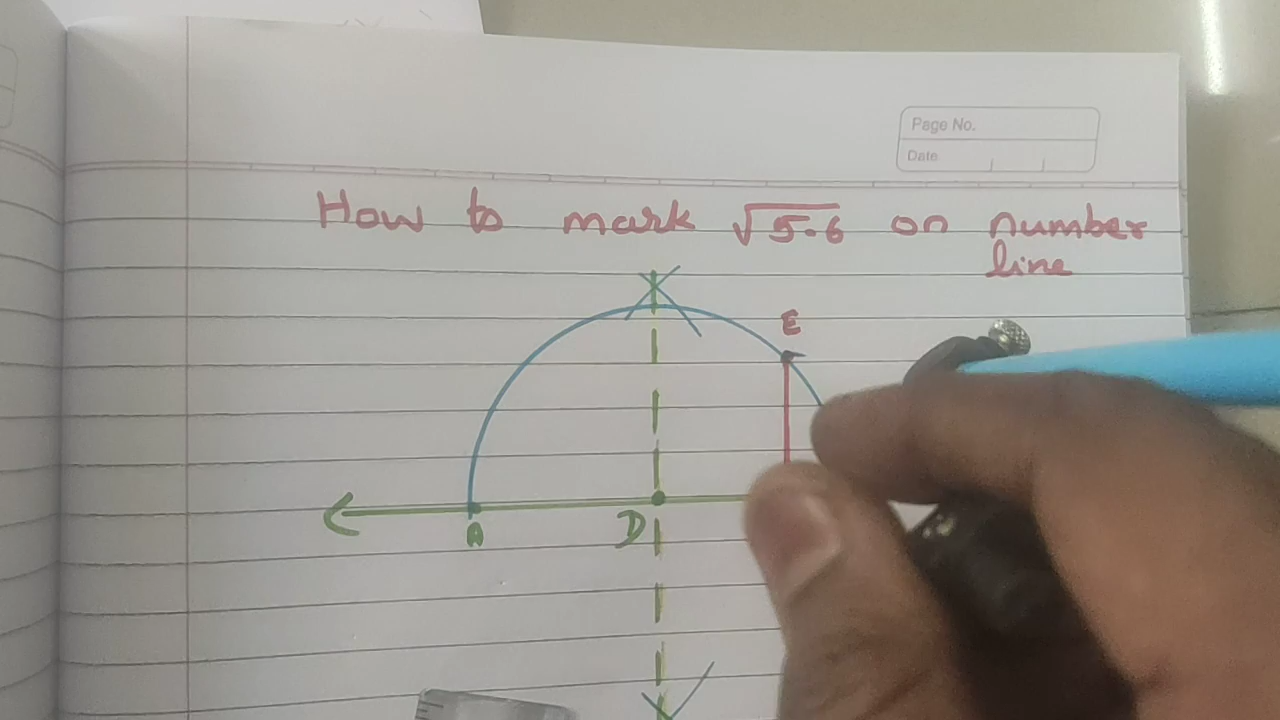 Page No.
Date
How to mark √5.6 on number
line
E
A
D